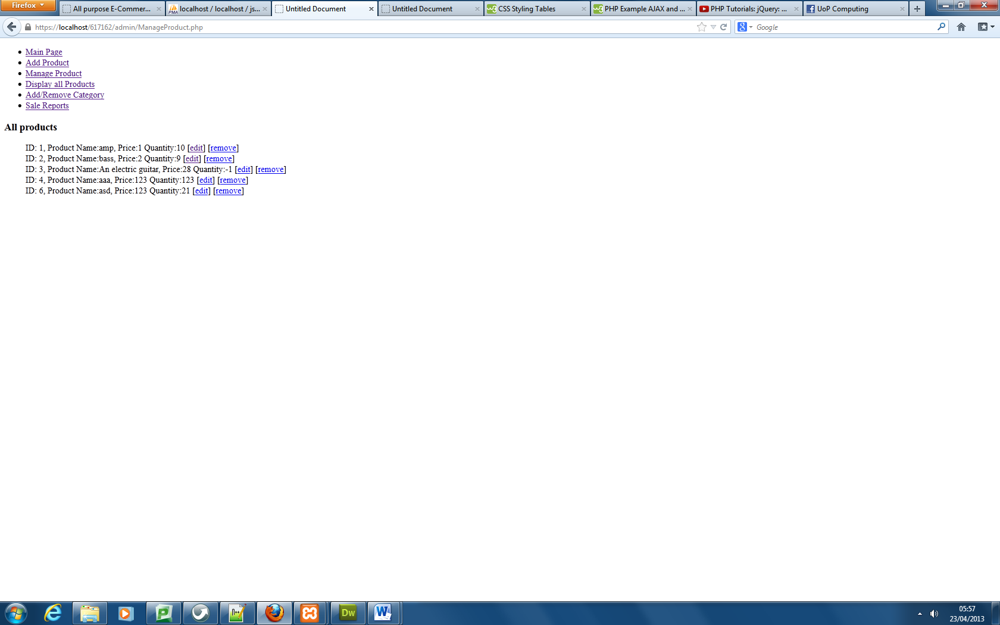 Firefox
All purpose E-Commer...
localhost / localhost / js...
Untitled Document
Untitled Document
CSS Styling Tables
PHP Example AJAX and ...
PHP Tutorials: jQuery: ...
UoP Computing
https://localhost/617162/admin/ManageProduct.php
Google
Main Page
Add Product
Manage Product
Display all Products
Add/Remove Category
Sale Reports
All products
ID: 1, Product Name:amp, Price:1 Quantity:10 [edit] [remove]
ID: 2, Product Name:bass, Price:2 Quantity:9 [edit] [remove]
ID: 3, Product Name:An electric guitar, Price:28 Quantity:-1 [edit] [remove]
ID: 4, Product Name:aaa, Price:123 Quantity:123 [edit] [remove]
ID: 6, Product Name:asd, Price:123 Quantity:21 [edit] [remove]
05:57
23/04/2013